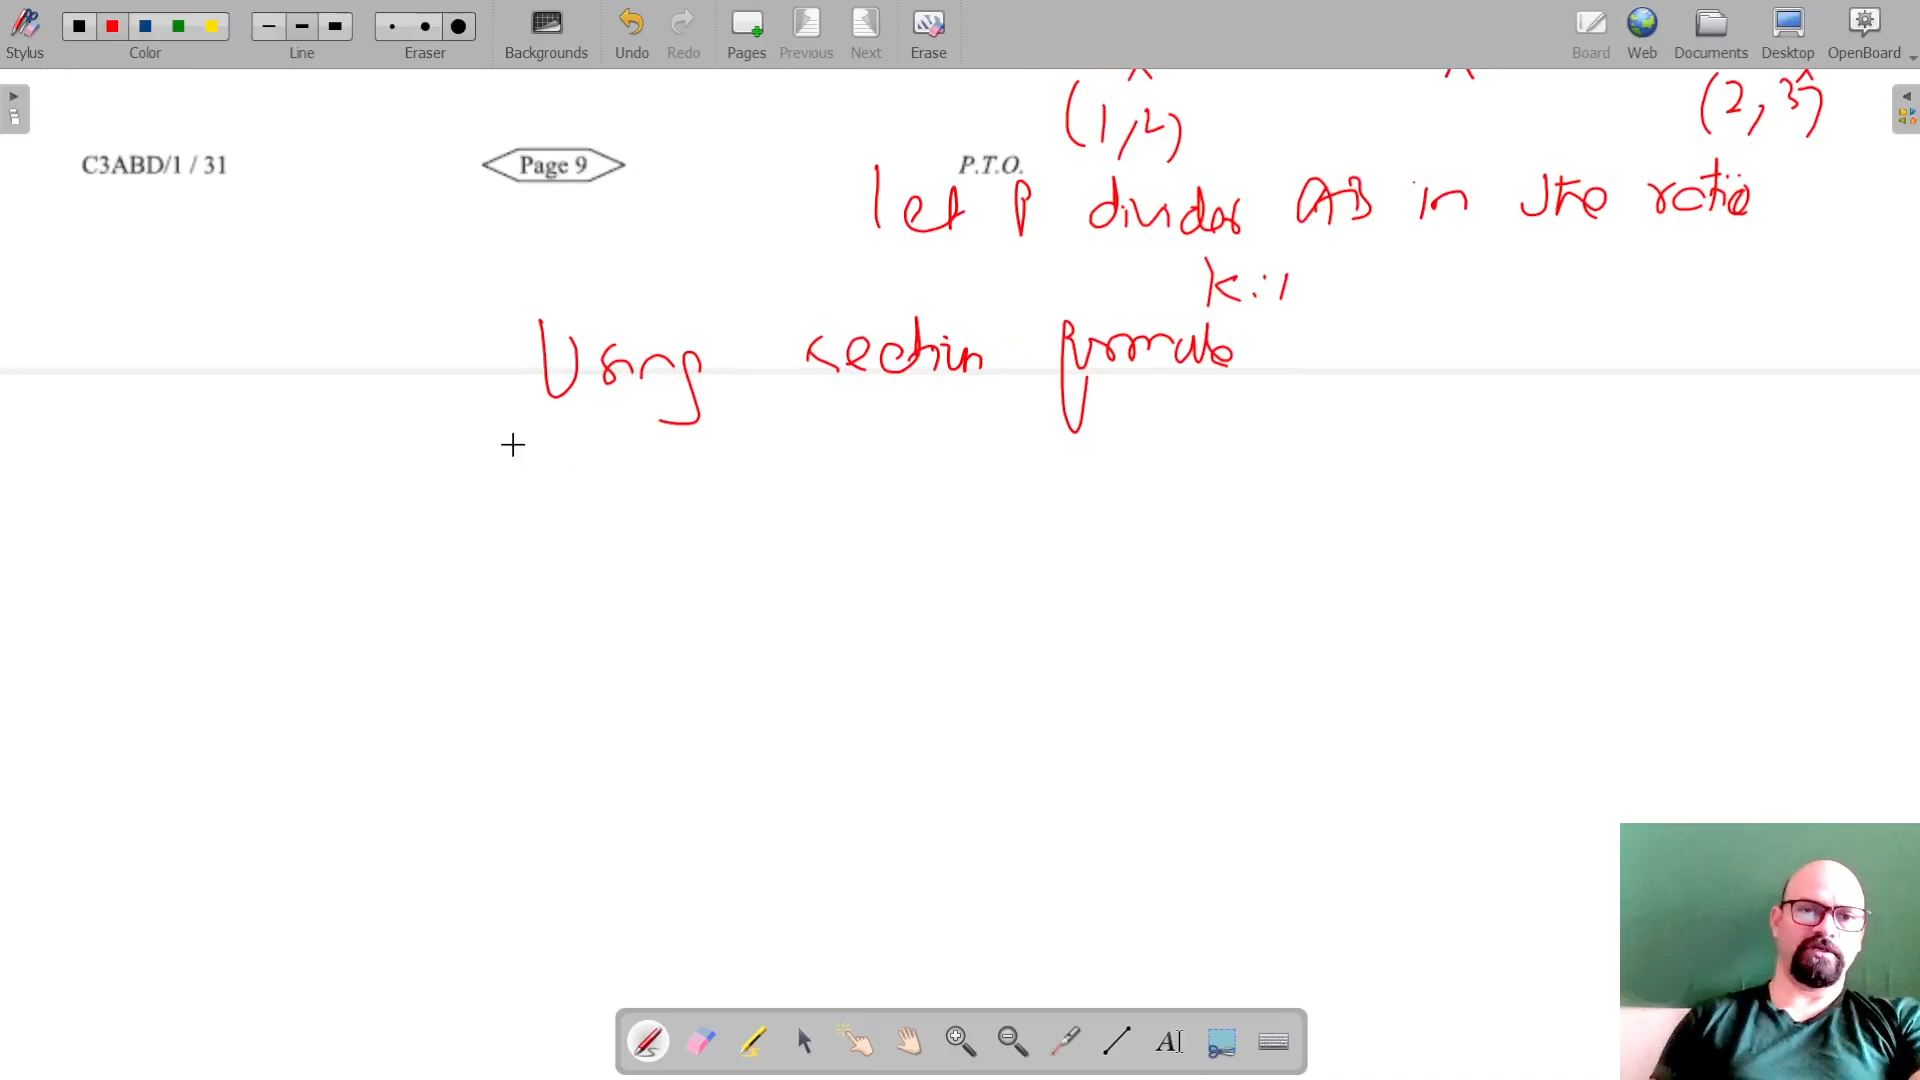 Stylus Color Line Eraser Backgrounds Undo Redo Pages Previous Next Erase Board Web Documents Desktop OpenBoard
(1,2) (2,3)
C3ABD/1 / 31 Page 9 P.T.O.
let P divides AB in the ratio
k:1
Using section formula